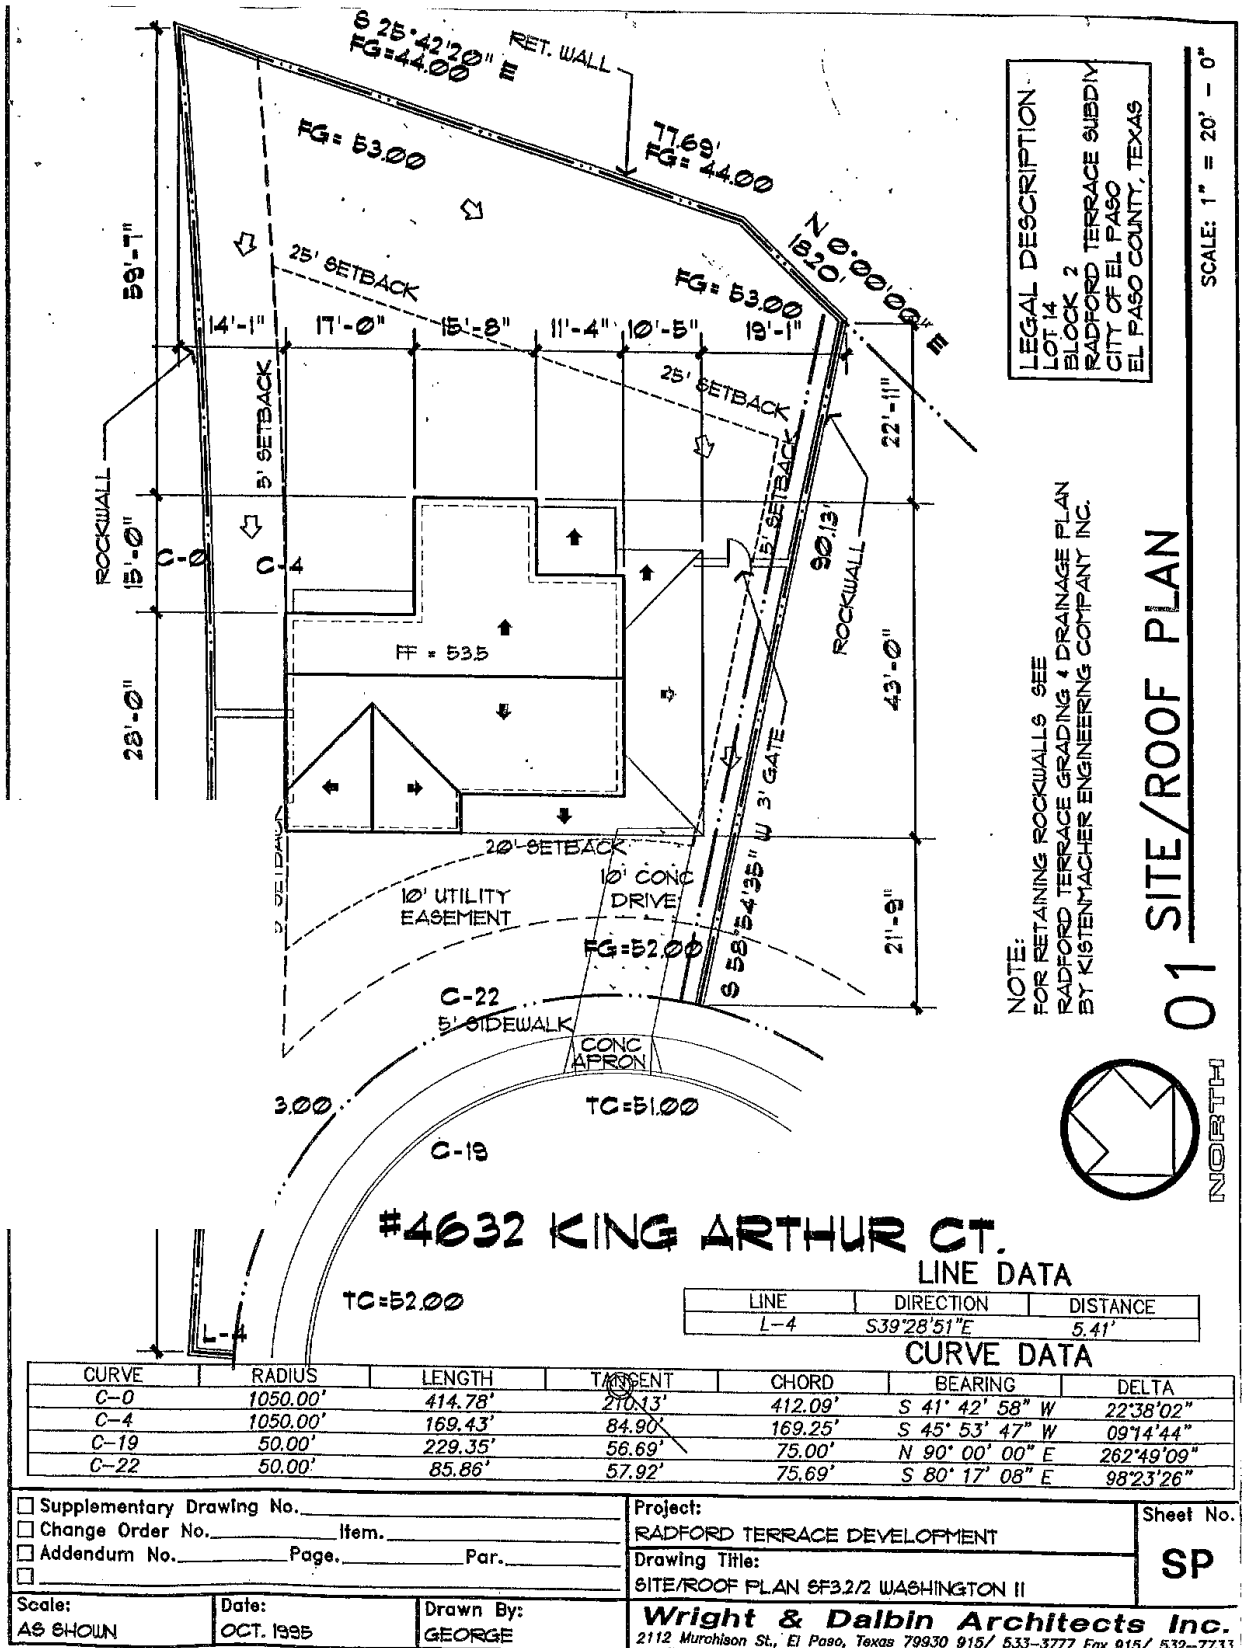 S 25°42'20" E
FG=44.00
RET. WALL
FG= 53.00
77.69'
FG= 44.00
N 0°00'00" E
18.20'
59'-7"
25' SETBACK
FG= 53.00
14'-1"
17'-0"
15'-8"
11'-4"
10'-5"
19'-1"
LEGAL DESCRIPTION
LOT 14
BLOCK 2
RADFORD TERRACE SUBDIV.
CITY OF EL PASO
EL PASO COUNTY, TEXAS
SCALE: 1" = 20' - 0"
5' SETBACK
25' SETBACK
22'-11"
ROCKWALL
15'-0"
C-0
C-4
5' SETBACK
90.13'
ROCKWALL
FF = 53.5
28'-0"
43'-0"
3' GATE
S 58°54'35" W
NOTE:
FOR RETAINING ROCKWALLS SEE
RADFORD TERRACE GRADING & DRAINAGE PLAN
BY KISTENMACHER ENGINEERING COMPANY INC.
01 SITE/ROOF PLAN
20' SETBACK
10' UTILITY
EASEMENT
10' CONC
DRIVE
FG=52.00
21'-9"
C-22
5' SIDEWALK
CONC
APRON
3.00
TC=51.00
C-19
NORTH
#4632 KING ARTHUR CT.
TC=52.00
L-4
LINE DATA
LINE DIRECTION DISTANCE
L-4 S39°28'51"E 5.41'
CURVE DATA
CURVE RADIUS LENGTH TANGENT CHORD BEARING DELTA
C-0 1050.00' 414.78' 210.13' 412.09' S 41° 42' 58" W 22°38'02"
C-4 1050.00' 169.43' 84.90' 169.25' S 45° 53' 47" W 09°14'44"
C-19 50.00' 229.35' 56.69' 75.00' N 90° 00' 00" E 262°49'09"
C-22 50.00' 85.86' 57.92' 75.69' S 80° 17' 08" E 98°23'26"
Supplementary Drawing No.
Change Order No. Item.
Addendum No. Page. Par.
Project:
RADFORD TERRACE DEVELOPMENT
Drawing Title:
SITE/ROOF PLAN SF3.2/2 WASHINGTON II
Sheet No.
SP
Scale:
AS SHOWN
Date:
OCT. 1995
Drawn By:
GEORGE
Wright & Dalbin Architects Inc.
2112 Murchison St., El Paso, Texas 79930 915/ 533-3777 Fax 915/ 532-7733